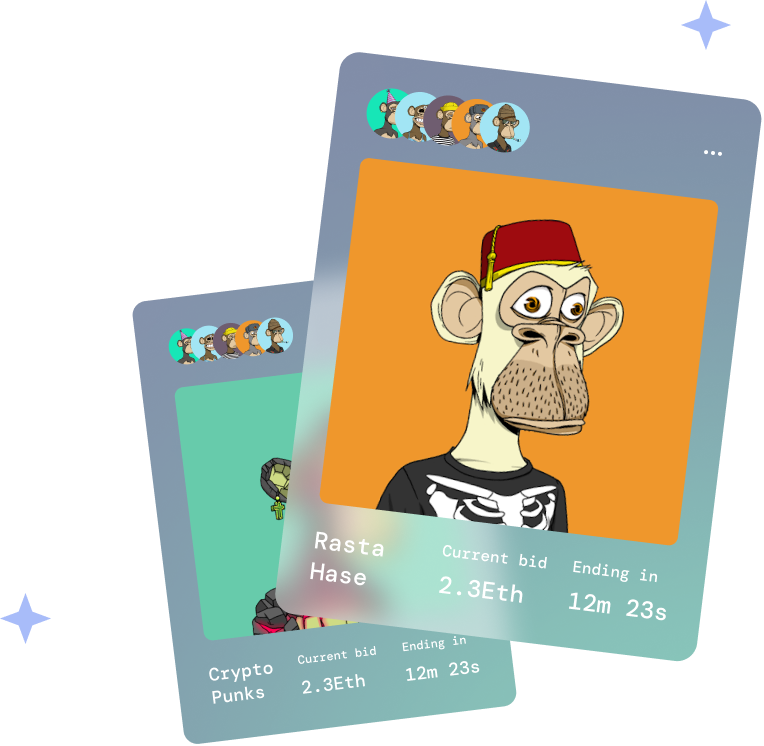 Rasta
Hase
Current bid
2.3Eth
Ending in
12m 23s
Crypto
Punks
Current bid
2.3Eth
Ending in
12m 23s